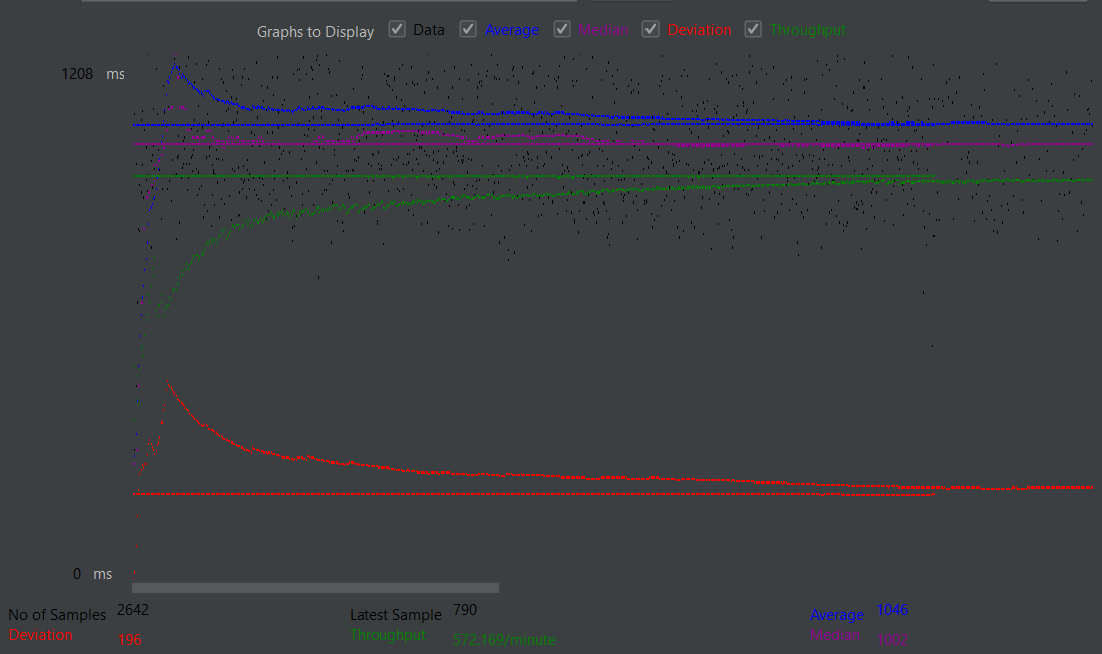 Graphs to Display Data Average Median Deviation Throughput
1208 ms
0 ms
No of Samples 2642 Latest Sample 790 Average 1046
Deviation 196 Throughput 572.169/minute Median 1002